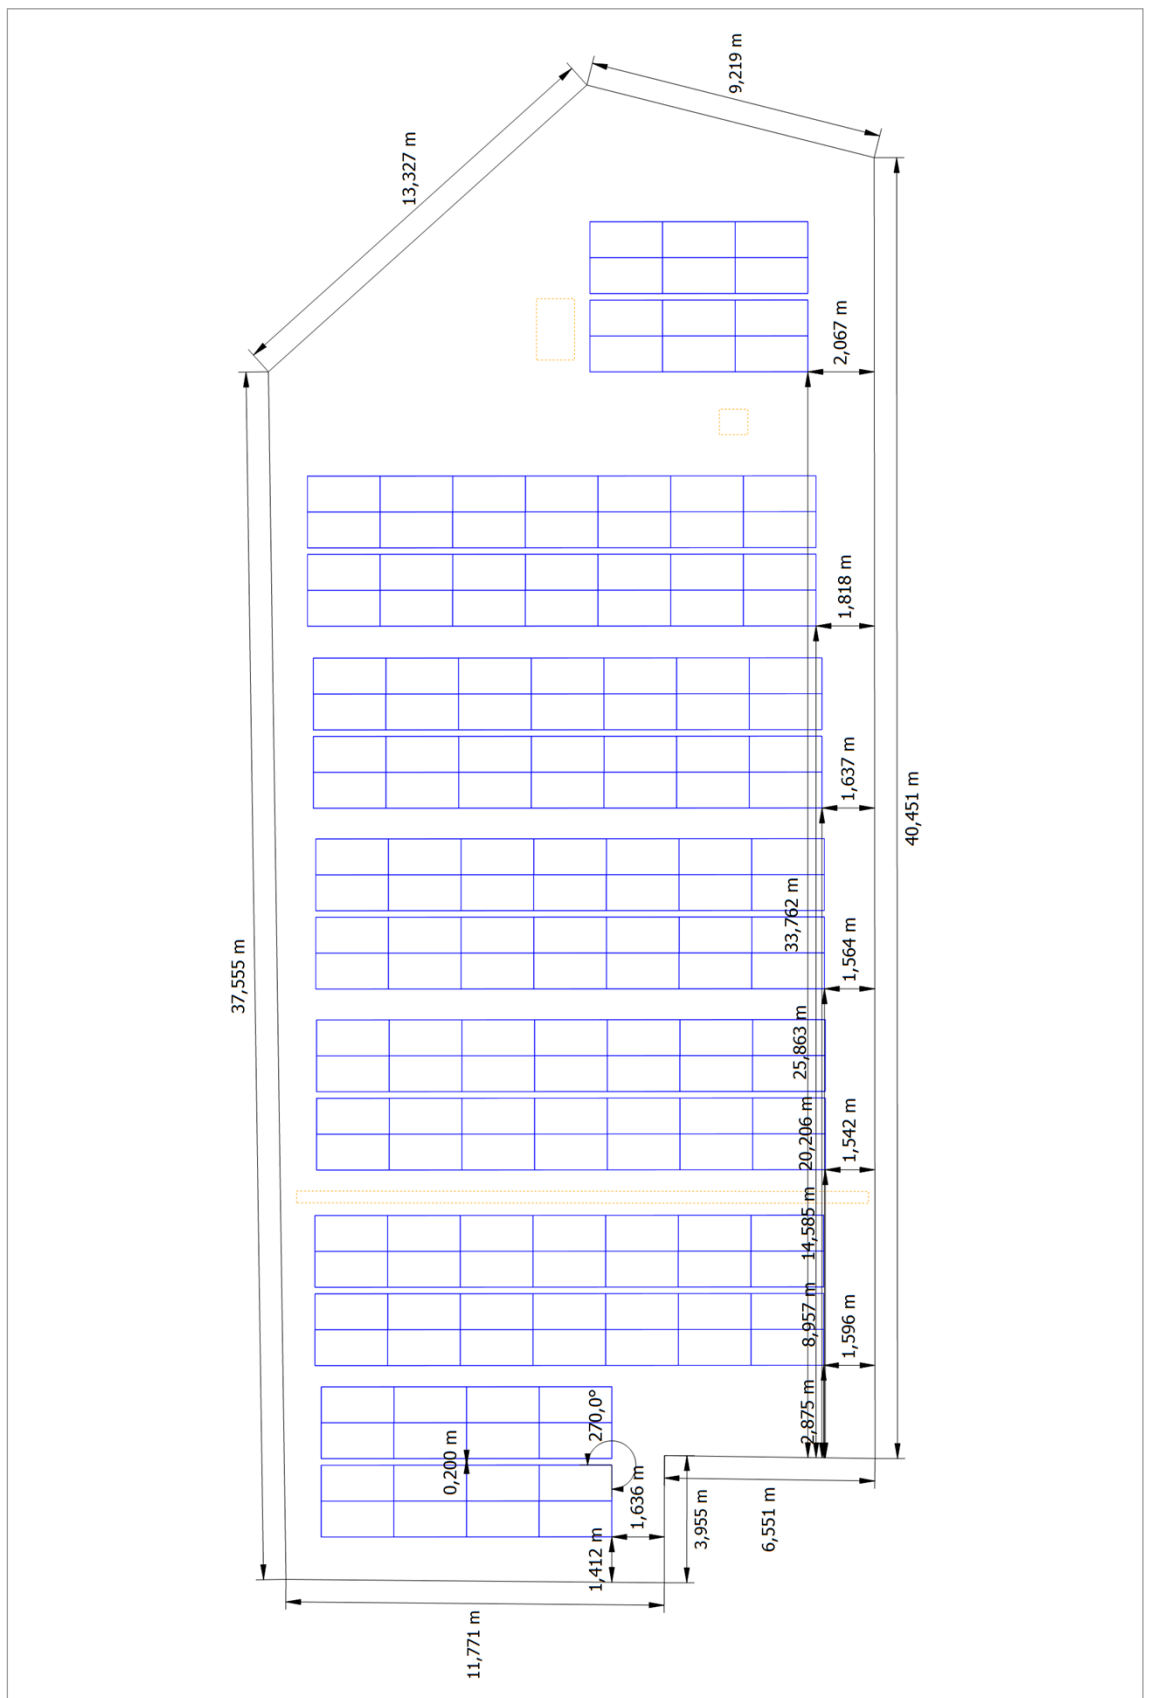 9,219 m
13,327 m
2,067 m
1,818 m
1,637 m
40,451 m
33,762 m
1,564 m
37,555 m
25,863 m
20,206 m
1,542 m
14,585 m
8,957 m
1,596 m
2,875 m
270,0°
0,200 m
1,636 m
3,955 m
6,551 m
1,412 m
11,771 m